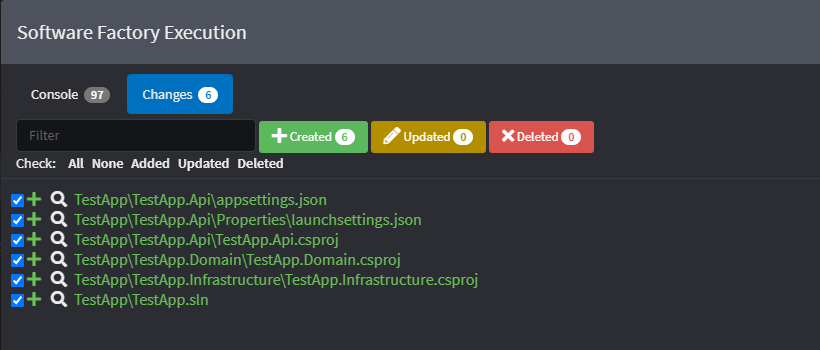 Software Factory Execution
Console 97 Changes 6
Filter Created 6 Updated 0 Deleted 0
Check: All None Added Updated Deleted
TestApp\TestApp.Api\appsettings.json
TestApp\TestApp.Api\Properties\launchsettings.json
TestApp\TestApp.Api\TestApp.Api.csproj
TestApp\TestApp.Domain\TestApp.Domain.csproj
TestApp\TestApp.Infrastructure\TestApp.Infrastructure.csproj
TestApp\TestApp.sln